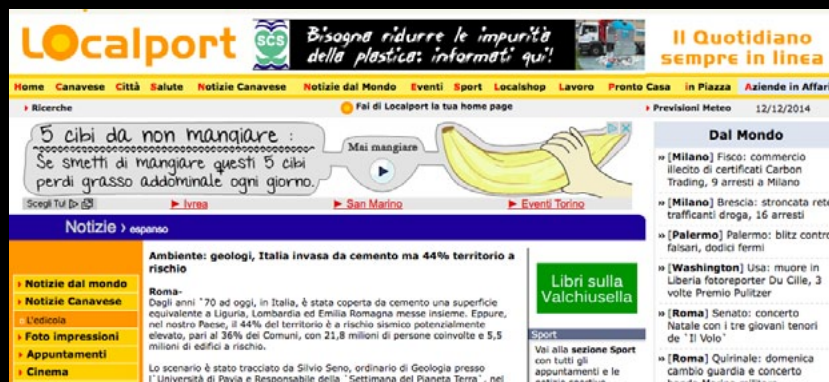 LOcalport
SCS
Bisogna ridurre le impurità
della plastica: informati qui!
Il Quotidiano
sempre in linea
Home Canavese Città Salute Notizie Canavese Notizie dal Mondo Eventi Sport Localshop Lavoro Pronto Casa in Piazza Aziende in Affari
Ricerche
Fai di Localport la tua home page
Previsioni Meteo 12/12/2014
5 cibi da non mangiare :
Se smetti di mangiare questi 5 cibi
perdi grasso addominale ogni giorno.
Mai mangiare
Scegli Tu!
Ivrea
San Marino
Eventi Torino
Notizie › espanso
Notizie dal mondo
Notizie Canavese
L'edicola
Foto impressioni
Appuntamenti
Cinema
Ambiente: geologi, Italia invasa da cemento ma 44% territorio a
rischio
Roma-
Dagli anni `70 ad oggi, in Italia, è stata coperta da cemento una superficie
equivalente a Liguria, Lombardia ed Emilia Romagna messe insieme. Eppure,
nel nostro Paese, il 44% del territorio è a rischio sismico potenzialmente
elevato, pari al 36% dei Comuni, con 21,8 milioni di persone coinvolte e 5,5
milioni di edifici a rischio.
Lo scenario è stato tracciato da Silvio Seno, ordinario di Geologia presso
l`Università di Pavia e Responsabile della `Settimana del Pianeta Terra`, nel
Libri sulla
Valchiusella
Sport
Vai alla sezione Sport
con tutti gli
appuntamenti e le
notizie sportive
Dal Mondo
» [Milano] Fisco: commercio
illecito di certificati Carbon
Trading, 9 arresti a Milano
» [Milano] Brescia: stroncata rete
trafficanti droga, 16 arresti
» [Palermo] Palermo: blitz contro
falsari, dodici fermi
» [Washington] Usa: muore in
Liberia fotoreporter Du Cille, 3
volte Premio Pulitzer
» [Roma] Senato: concerto
Natale con i tre giovani tenori
de `Il Volo`
» [Roma] Quirinale: domenica
cambio guardia e concerto